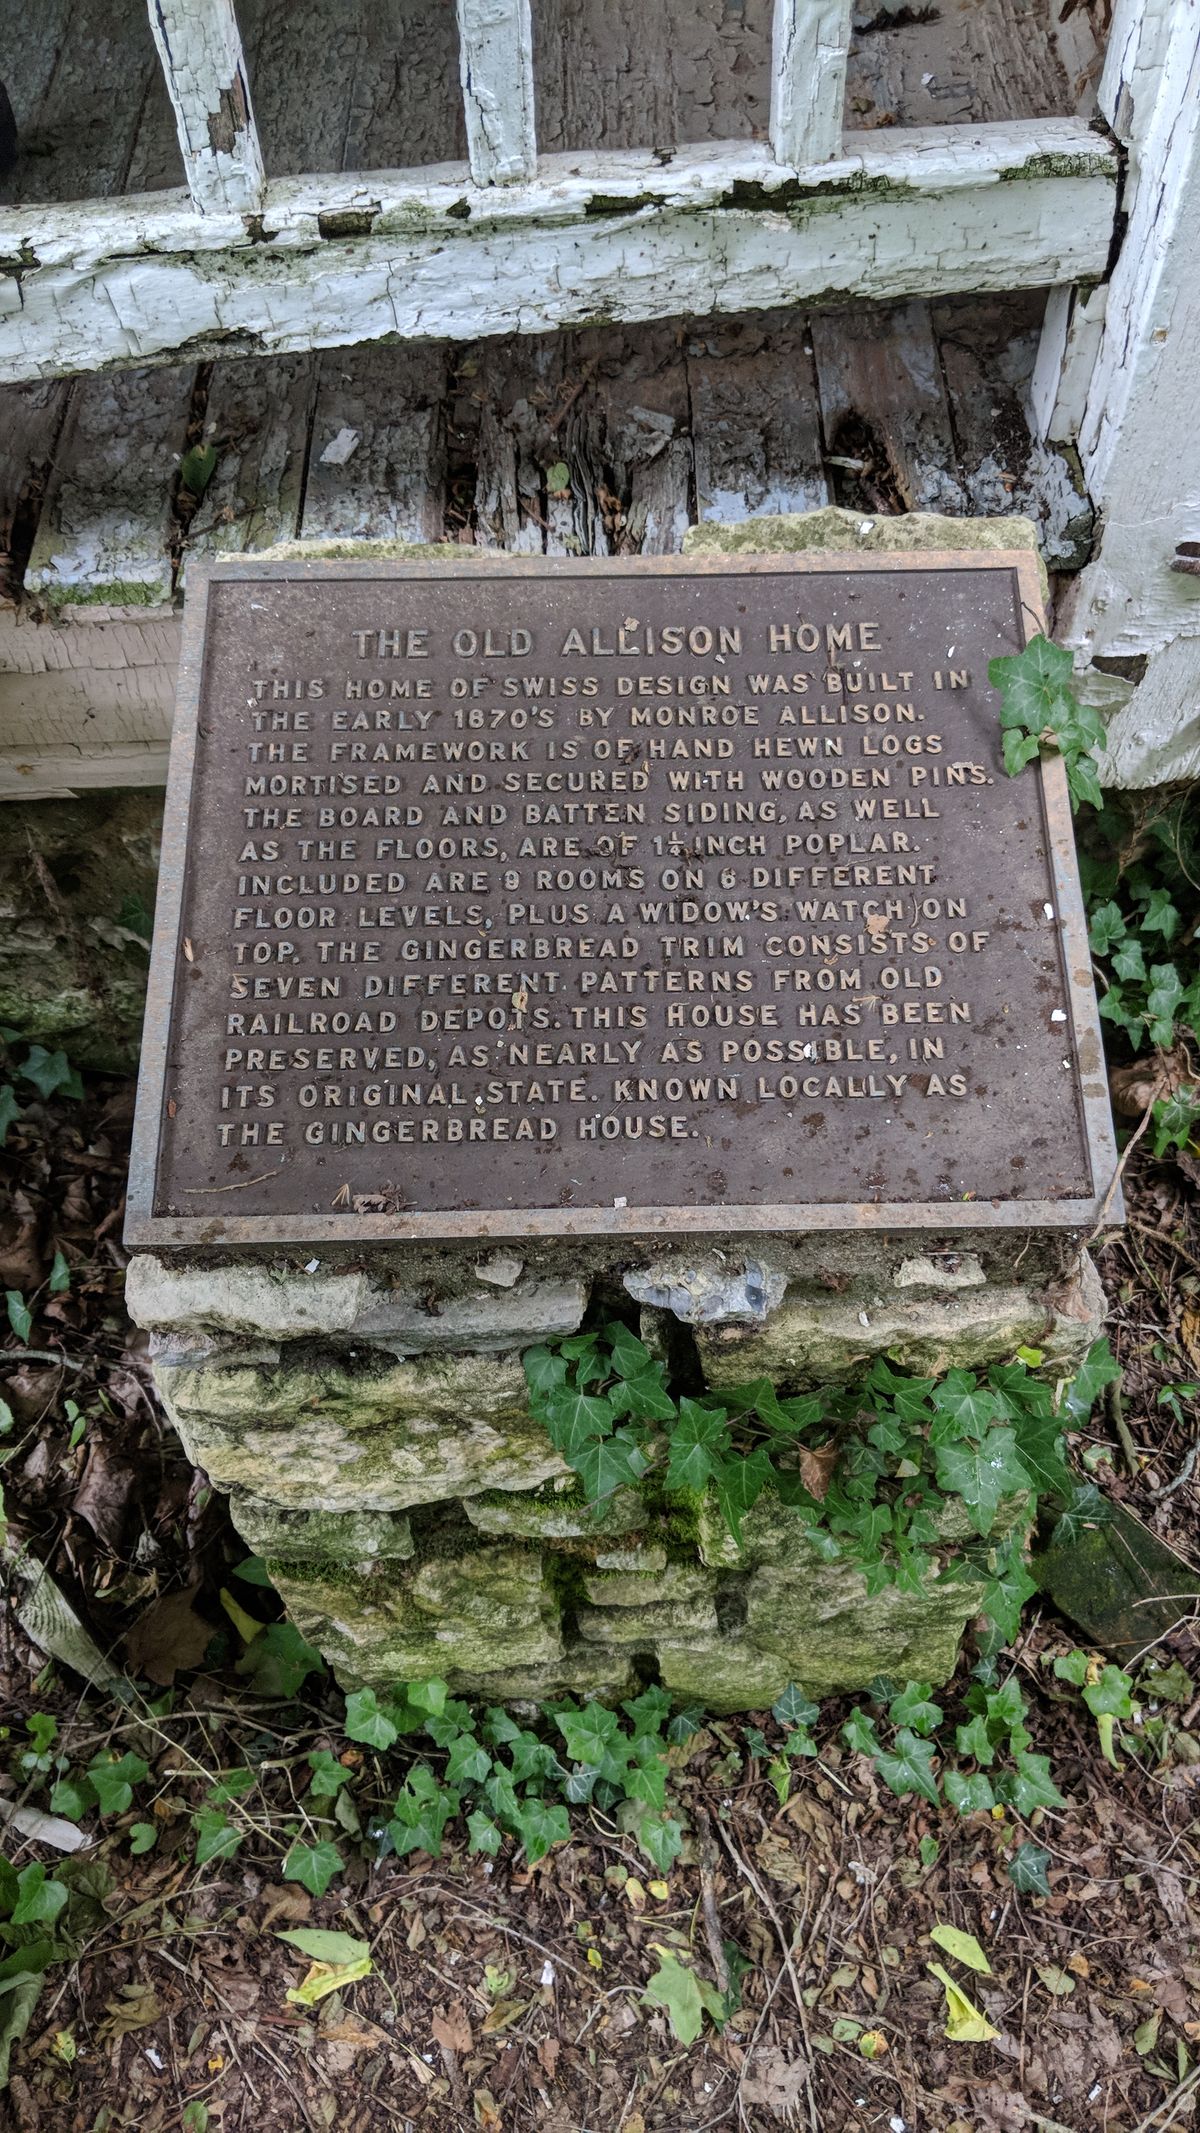 THE OLD ALLISON HOME
THIS HOME OF SWISS DESIGN WAS BUILT IN
THE EARLY 1870'S BY MONROE ALLISON.
THE FRAMEWORK IS OF HAND HEWN LOGS
MORTISED AND SECURED WITH WOODEN PINS.
THE BOARD AND BATTEN SIDING, AS WELL
AS THE FLOORS, ARE OF 1¼ INCH POPLAR.
INCLUDED ARE 9 ROOMS ON 6 DIFFERENT
FLOOR LEVELS, PLUS A WIDOW'S WATCH ON
TOP. THE GINGERBREAD TRIM CONSISTS OF
SEVEN DIFFERENT PATTERNS FROM OLD
RAILROAD DEPOTS. THIS HOUSE HAS BEEN
PRESERVED, AS NEARLY AS POSSIBLE, IN
ITS ORIGINAL STATE. KNOWN LOCALLY AS
THE GINGERBREAD HOUSE.